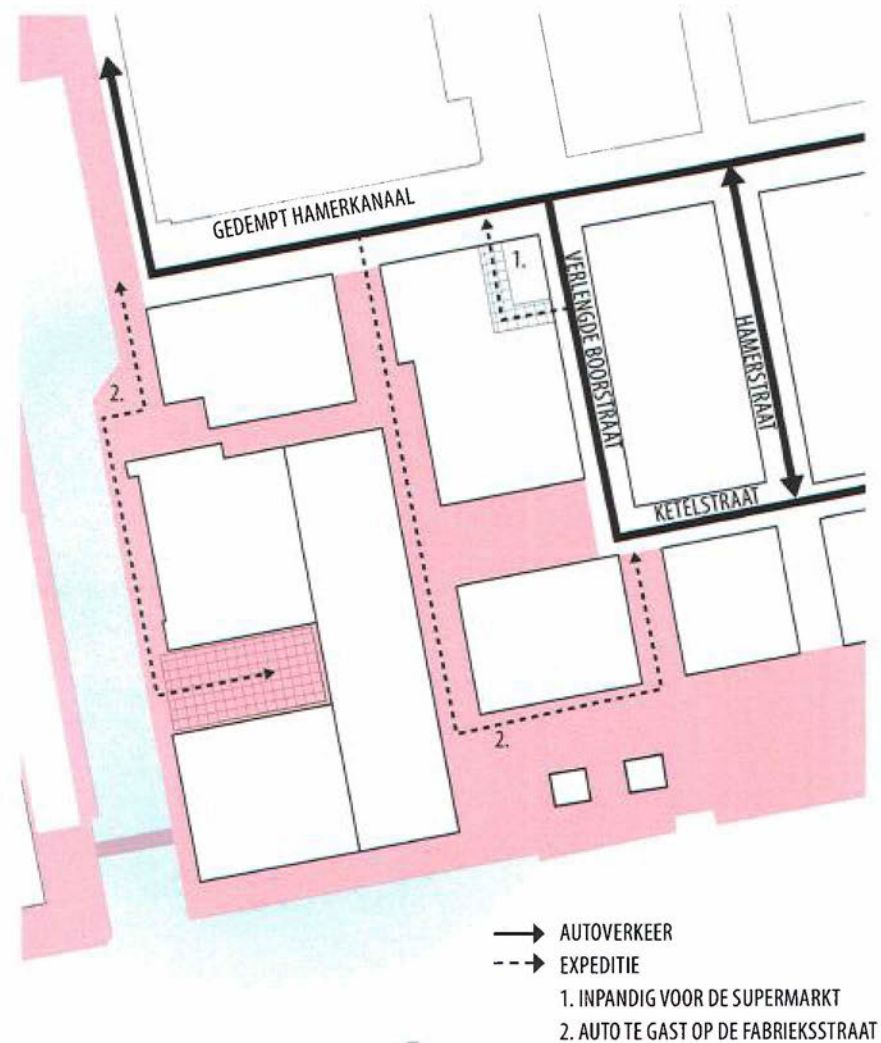 GEDEMPT HAMERKANAAL
1.
VERLENGDE BOORSTRAAT
HAMERSTRAAT
2.
KETELSTRAAT
2.
AUTOVERKEER
EXPEDITIE
1. INPANDIG VOOR DE SUPERMARKT
2. AUTO TE GAST OP DE FABRIEKSSTRAAT